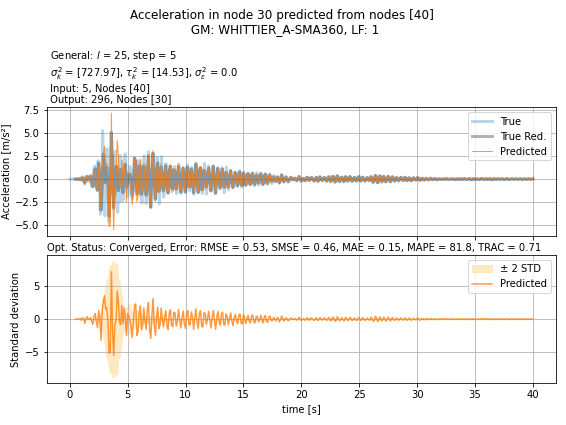 Acceleration in node 30 predicted from nodes [40]
GM: WHITTIER_A-SMA360, LF: 1
General: l = 25, step = 5
σ²ₖ = [727.97], τ²ₖ = [14.53], σ²_ε = 0.0
Input: 5, Nodes [40]
Output: 296, Nodes [30]
Acceleration [m/s²]
7.5
5.0
2.5
0.0
−2.5
−5.0
True
True Red.
Predicted
Opt. Status: Converged, Error: RMSE = 0.53, SMSE = 0.46, MAE = 0.15, MAPE = 81.8, TRAC = 0.71
Standard deviation
5
0
−5
± 2 STD
Predicted
0 5 10 15 20 25 30 35 40
time [s]